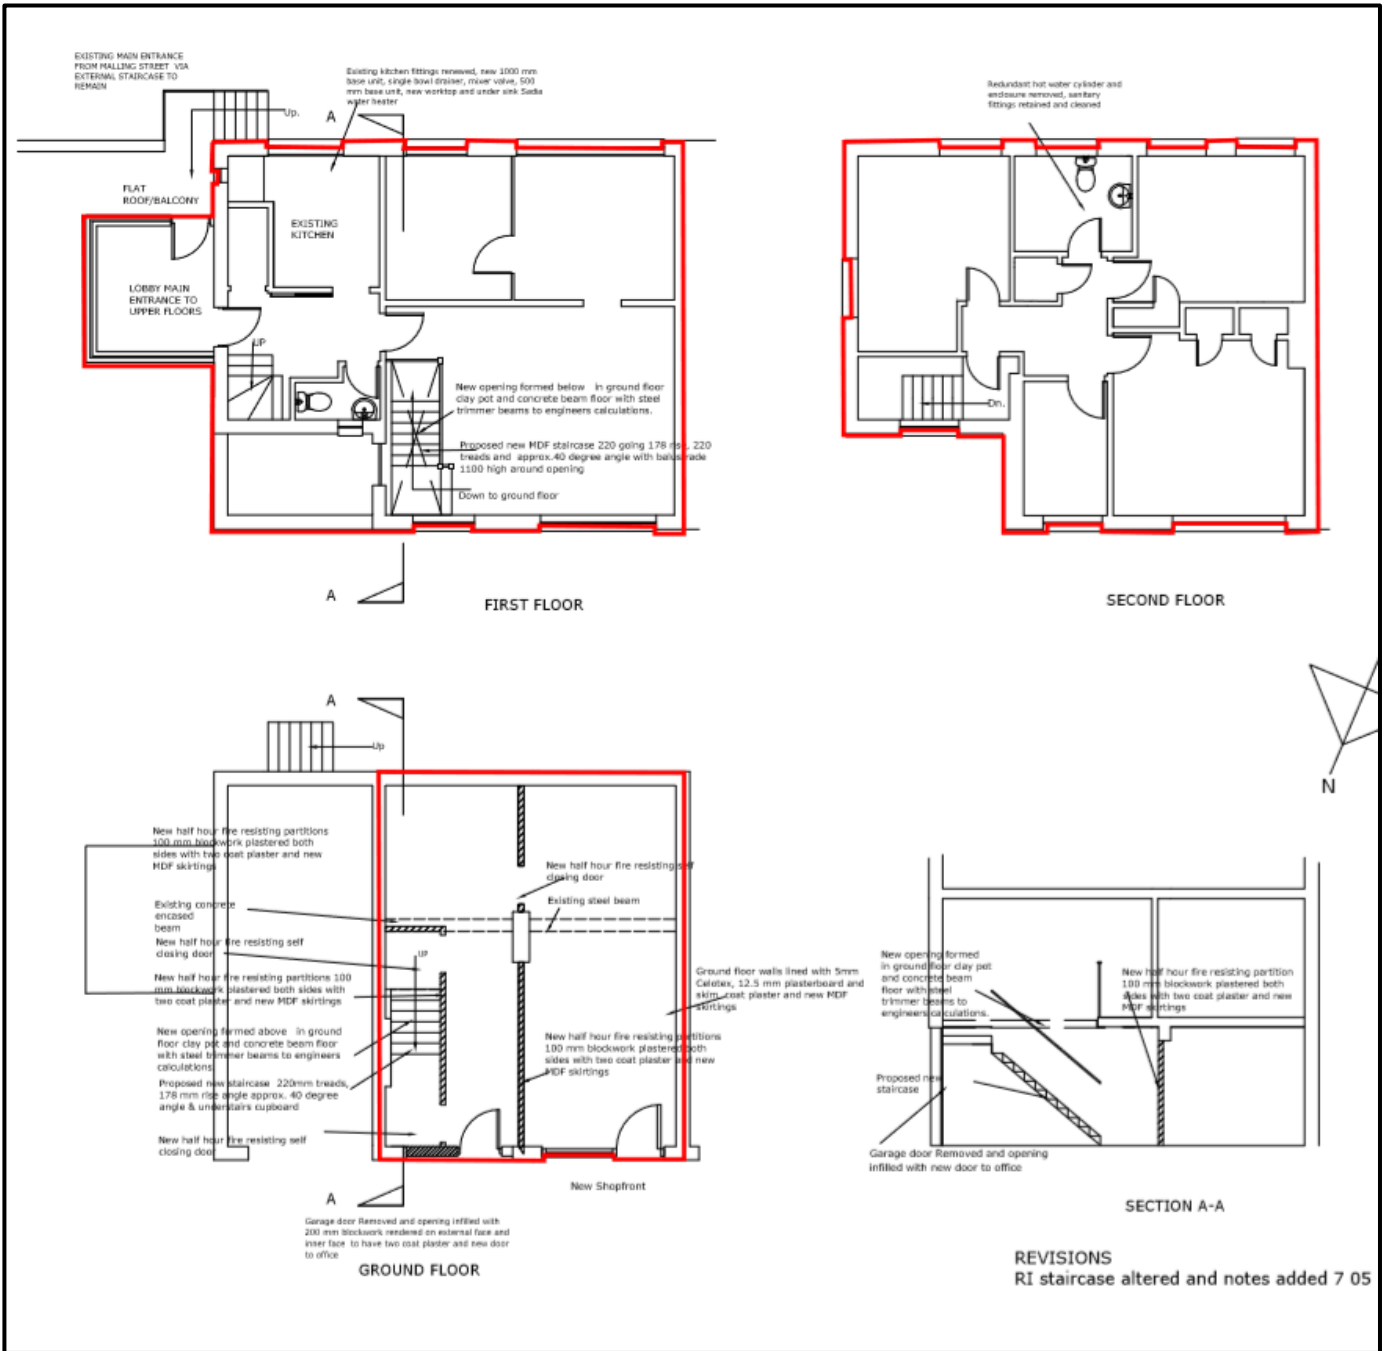 EXISTING MAIN ENTRANCE
FROM MALLING STREET VIA
EXTERNAL STAIRCASE TO
REMAIN
Existing kitchen fittings renewed, new 1000 mm
base unit, single bowl drainer, mixer valve, 500
mm base unit, new worktop and under sink Sadia
water heater
Up.
A
FLAT
ROOF/BALCONY
EXISTING
KITCHEN
LOBBY MAIN
ENTRANCE TO
UPPER FLOORS
UP
New opening formed below in ground floor
clay pot and concrete beam floor with steel
trimmer beams to engineers calculations.
Proposed new MDF staircase 220 going 178 rise, 220
treads and approx.40 degree angle with balustrade
1100 high around opening
Down to ground floor
A
FIRST FLOOR
Redundant hot water cylinder and
enclosure removed, sanitary
fittings retained and cleaned
Dn.
SECOND FLOOR
N
A
Up
New half hour fire resisting partitions
100 mm blockwork plastered both
sides with two coat plaster and new
MDF skirtings
New half hour fire resisting self
closing door
Existing steel beam
Existing concrete
encased
beam
New half hour fire resisting self
closing door
UP
New half hour fire resisting partitions 100
mm blockwork plastered both sides with
two coat plaster and new MDF skirtings
Ground floor walls lined with 5mm
Celotex, 12.5 mm plasterboard and
skim coat plaster and new MDF
skirtings
New opening formed above in ground
floor clay pot and concrete beam floor
with steel trimmer beams to engineers
calculations
New half hour fire resisting partitions
100 mm blockwork plastered both
sides with two coat plaster and new
MDF skirtings
Proposed new staircase 220mm treads,
178 mm rise angle approx. 40 degree
angle & understairs cupboard
New half hour fire resisting self
closing door
New Shopfront
A
Garage door Removed and opening infilled with
200 mm blockwork rendered on external face and
inner face to have two coat plaster and new door
to office
GROUND FLOOR
New opening formed
in ground floor clay pot
and concrete beam
floor with steel
trimmer beams to
engineers calculations.
New half hour fire resisting partition
100 mm blockwork plastered both
sides with two coat plaster and new
MDF skirtings
Proposed new
staircase
Garage door Removed and opening
infilled with new door to office
SECTION A-A
REVISIONS
RI staircase altered and notes added 7 05